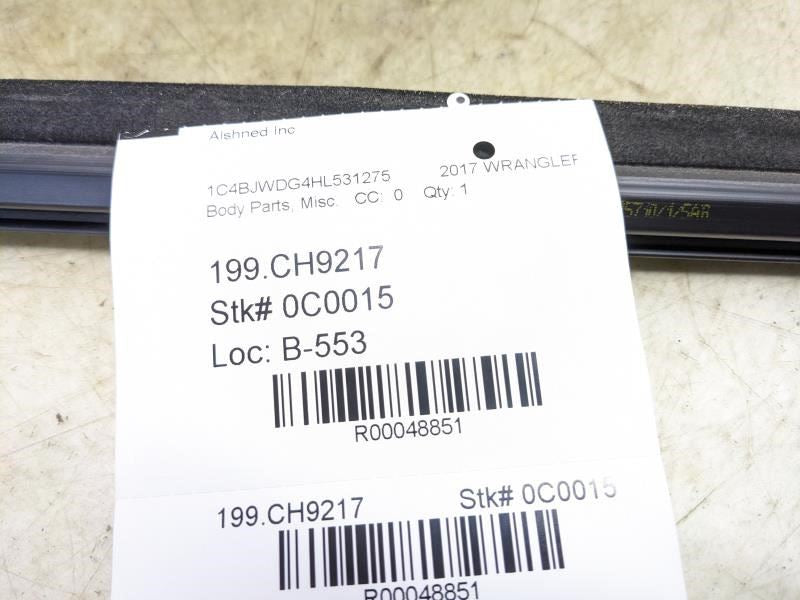 Alshned Inc
1C4BJWDG4HL531275 2017 WRANGLER
Body Parts, Misc. CC: 0 Qty: 1
199.CH9217
Stk# 0C0015
Loc: B-553
R00048851
199.CH9217 Stk# 0C0015
R00048851